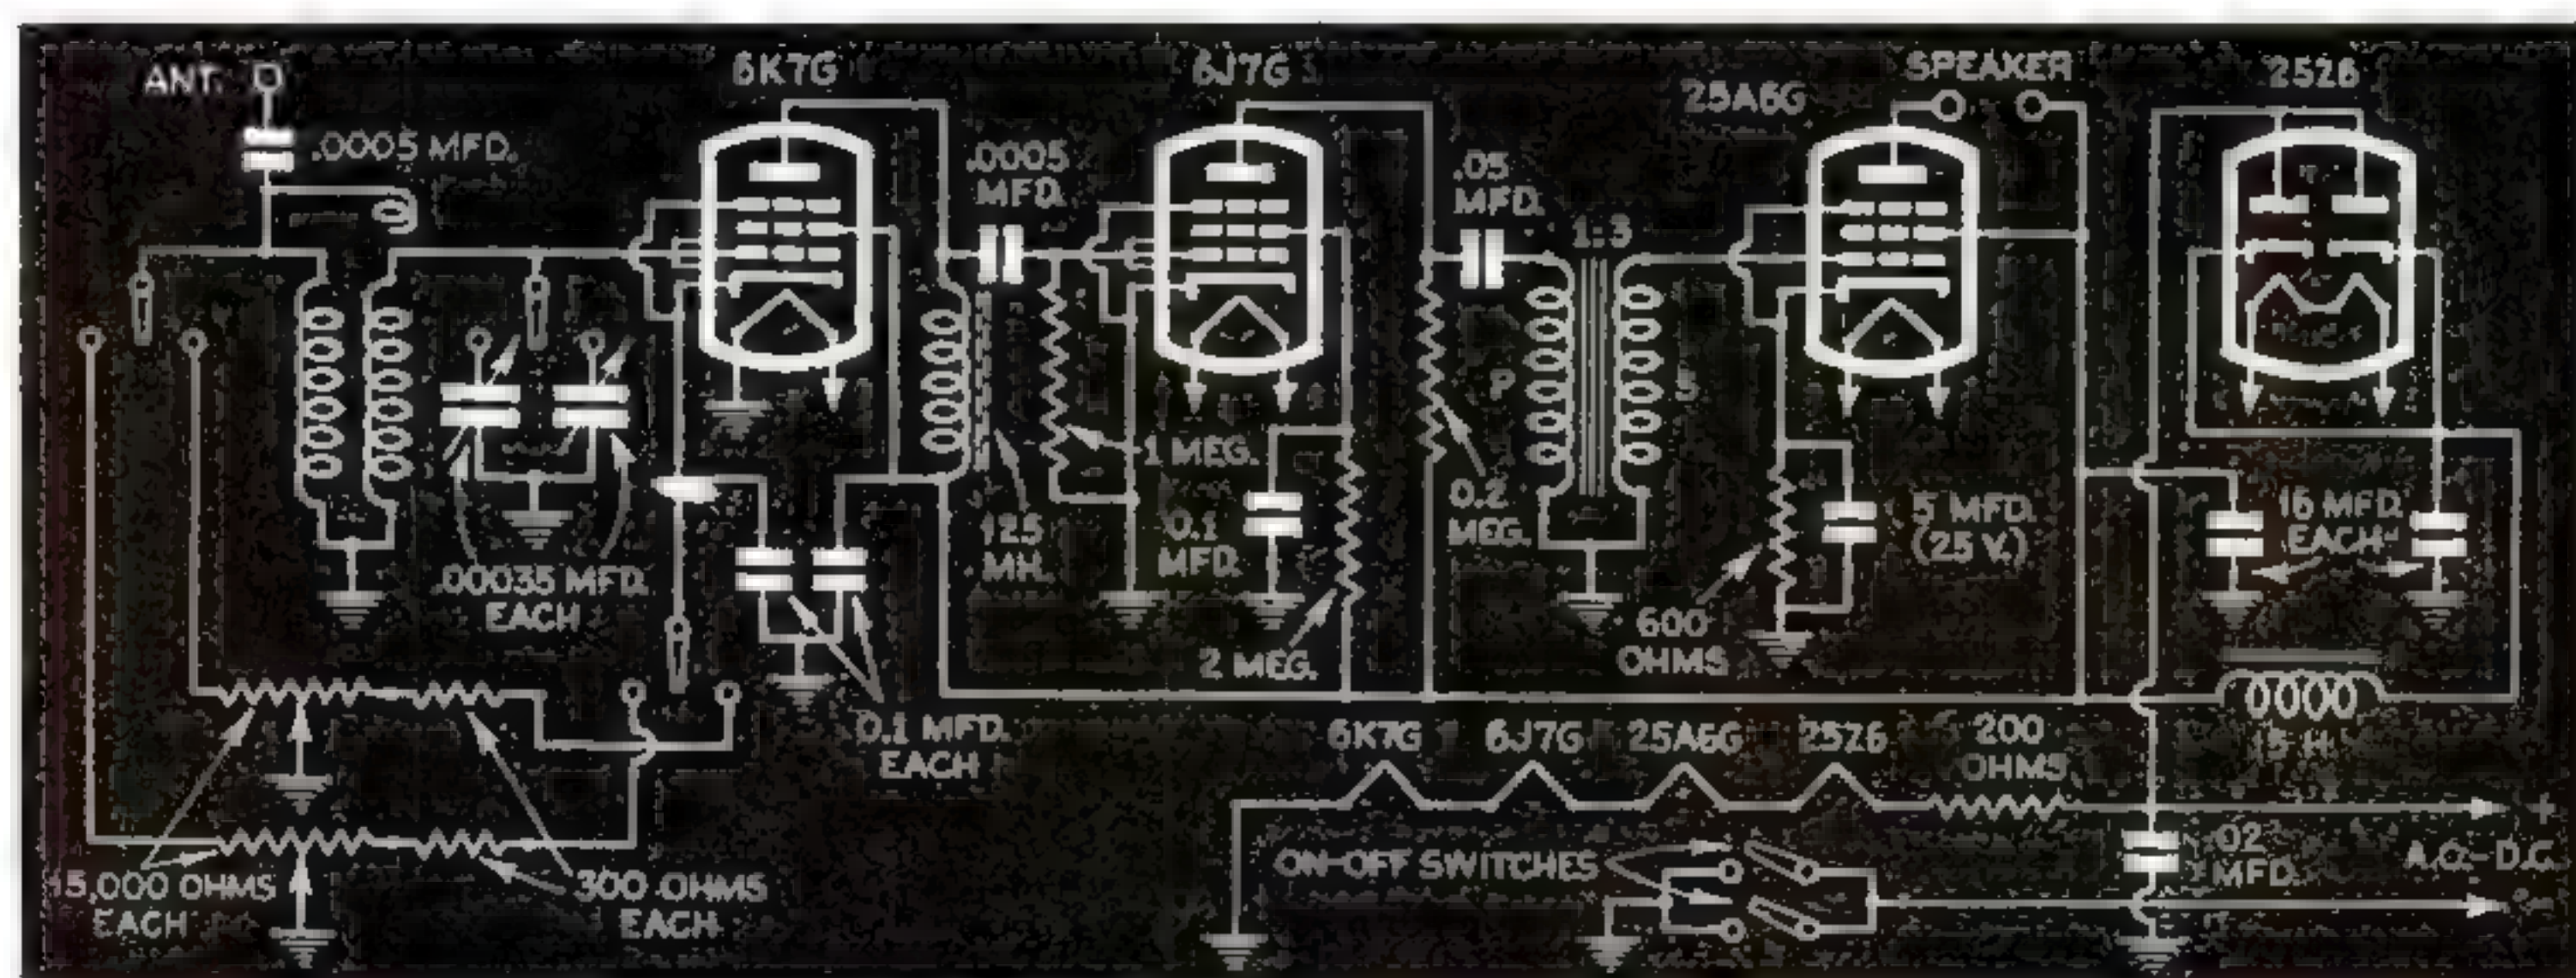 ANT.
.0005 MFD.
6K7G
.0005
MFD.
6J7G
.05
MFD.
1:3
25A6G
SPEAKER
25Z6
P
S
1 MEG.
125
MH.
0.1
MFD.
0.2
MEG.
5 MFD.
(25 V.)
16 MFD.
EACH
.00035 MFD.
EACH
600
OHMS
2 MEG.
0.1 MFD.
EACH
6K7G
6J7G
25A6G
25Z6
200
OHMS
15 H.
15,000 OHMS
EACH
300 OHMS
EACH
ON-OFF SWITCHES
.02
MFD.
+
A.C.-D.C.
-